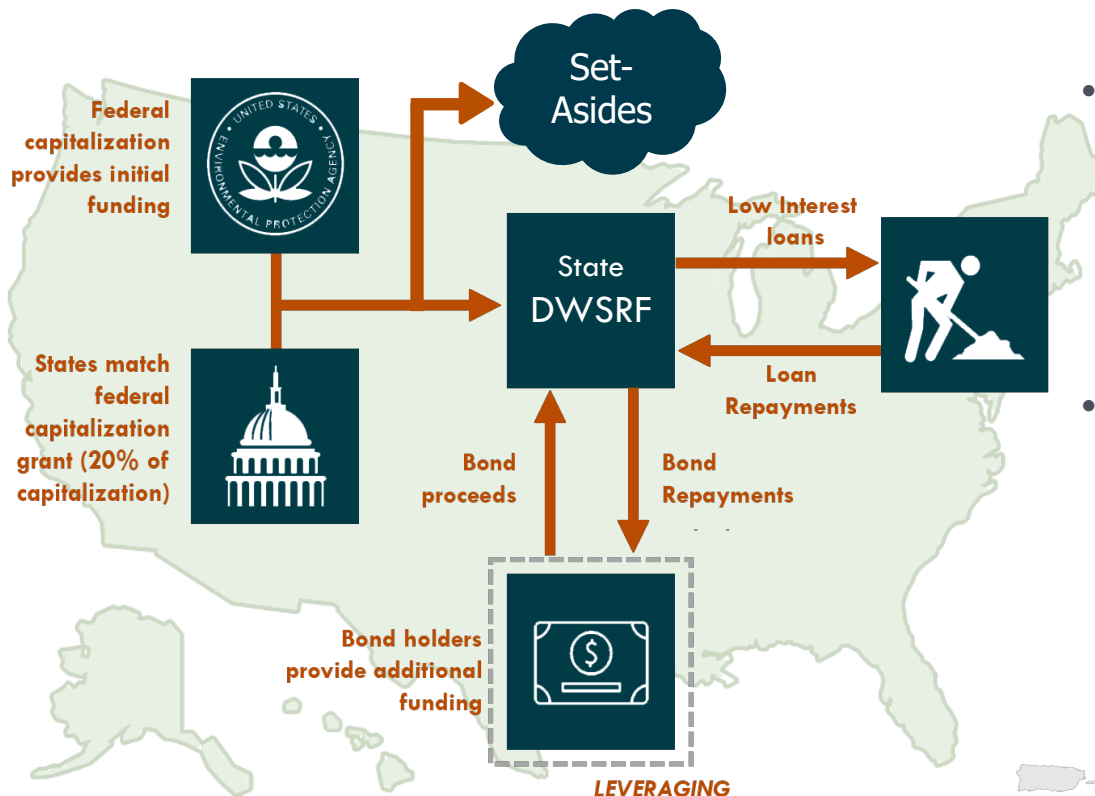 Set-
Asides
Federal
capitalization
provides initial
funding
UNITED STATES
ENVIRONMENTAL PROTECTION AGENCY
Low Interest
loans
State
DWSRF
States match
federal
capitalization
grant (20% of
capitalization)
Loan
Repayments
Bond
proceeds
Bond
Repayments
Bond holders
provide additional
funding
$
LEVERAGING